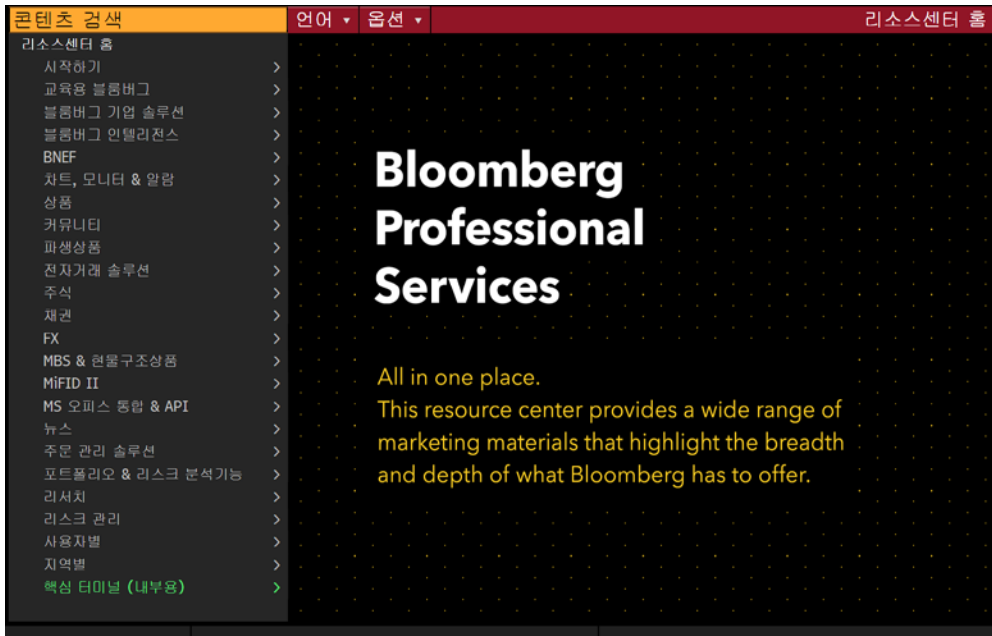 콘텐츠 검색
언어 ▾ 옵션 ▾
리소스센터 홈
리소스센터 홈
시작하기 >
교육용 블룸버그 >
블룸버그 기업 솔루션 >
블룸버그 인텔리전스 >
BNEF >
차트, 모니터 & 알람 >
상품 >
커뮤니티 >
파생상품 >
전자거래 솔루션 >
주식 >
채권 >
FX >
MBS & 현물구조상품 >
MiFID II >
MS 오피스 통합 & API >
뉴스 >
주문 관리 솔루션 >
포트폴리오 & 리스크 분석기능 >
리서치 >
리스크 관리 >
사용자별 >
지역별 >
핵심 터미널 (내부용) >
Bloomberg
Professional
Services
All in one place.
This resource center provides a wide range of
marketing materials that highlight the breadth
and depth of what Bloomberg has to offer.